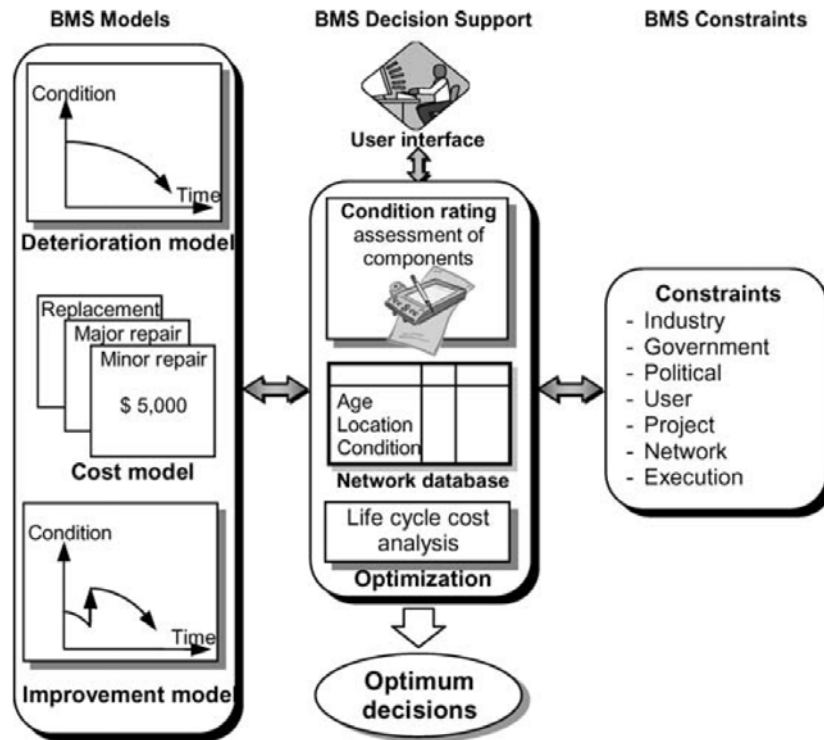 BMS Models
BMS Decision Support
BMS Constraints
Condition
Time
Deterioration model
Replacement
Major repair
Minor repair
$ 5,000
Cost model
Condition
Time
Improvement model
User interface
Condition rating
assessment of
components
Age
Location
Condition
Network database
Life cycle cost
analysis
Optimization
Optimum
decisions
Constraints
- Industry
- Government
- Political
- User
- Project
- Network
- Execution